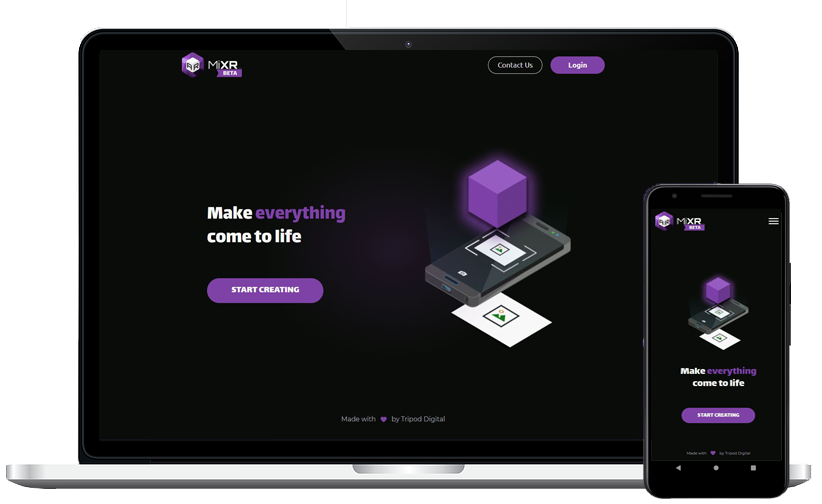 MiXR
BETA
Contact Us
Login
Make everything
come to life
START CREATING
Made with by Tripod Digital
MiXR
BETA
Make everything
come to life
START CREATING
Made with by Tripod Digital